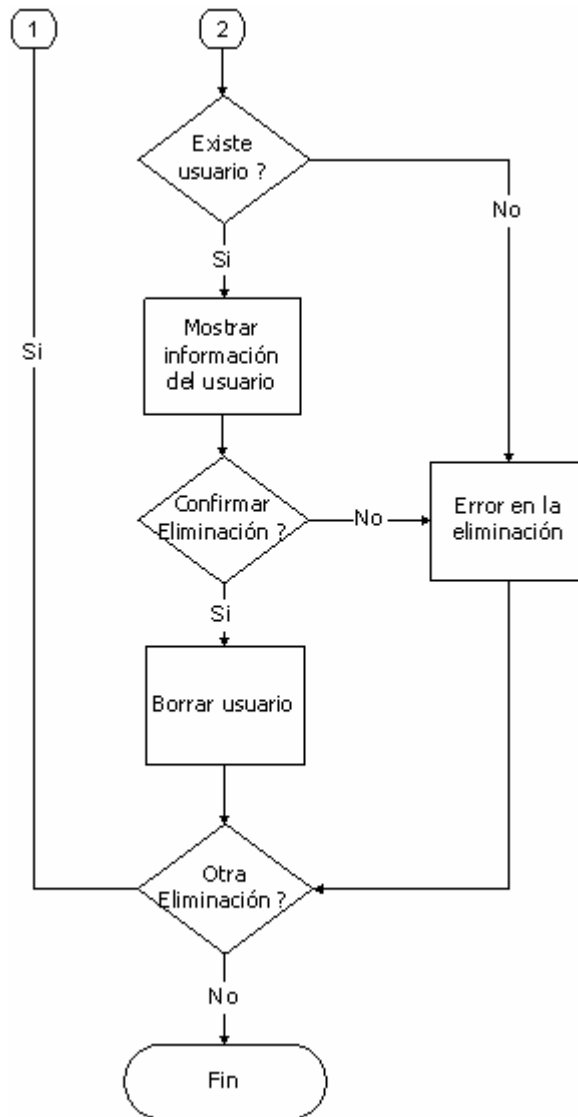 1
2
Existe
usuario ?
No
Si
Mostrar
información
del usuario
Si
Confirmar
Eliminación ?
No
Error en la
eliminación
Si
Borrar usuario
Otra
Eliminación ?
No
Fin